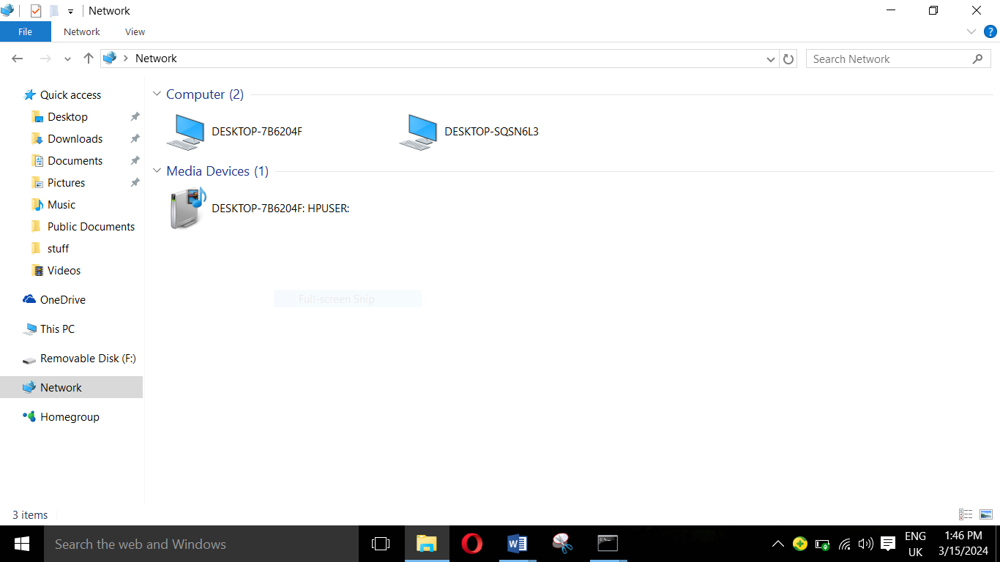 Network
File Network View
Network
Search Network
Quick access
Desktop
Downloads
Documents
Pictures
Music
Public Documents
stuff
Videos
OneDrive
This PC
Removable Disk (F:)
Network
Homegroup
Computer (2)
DESKTOP-7B6204F DESKTOP-SQSN6L3
Media Devices (1)
DESKTOP-7B6204F: HPUSER:
Full-screen Snip
3 items
Search the web and Windows
ENG
UK
1:46 PM
3/15/2024